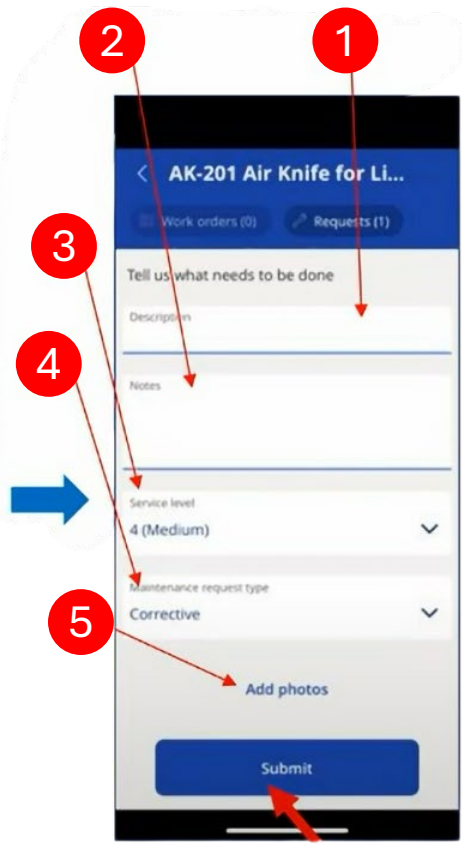 2
1
AK-201 Air Knife for Li...
Work orders (0)
Requests (1)
3
Tell us what needs to be done
Description
4
Notes
Service level
4 (Medium)
Maintenance request type
Corrective
5
Add photos
Submit